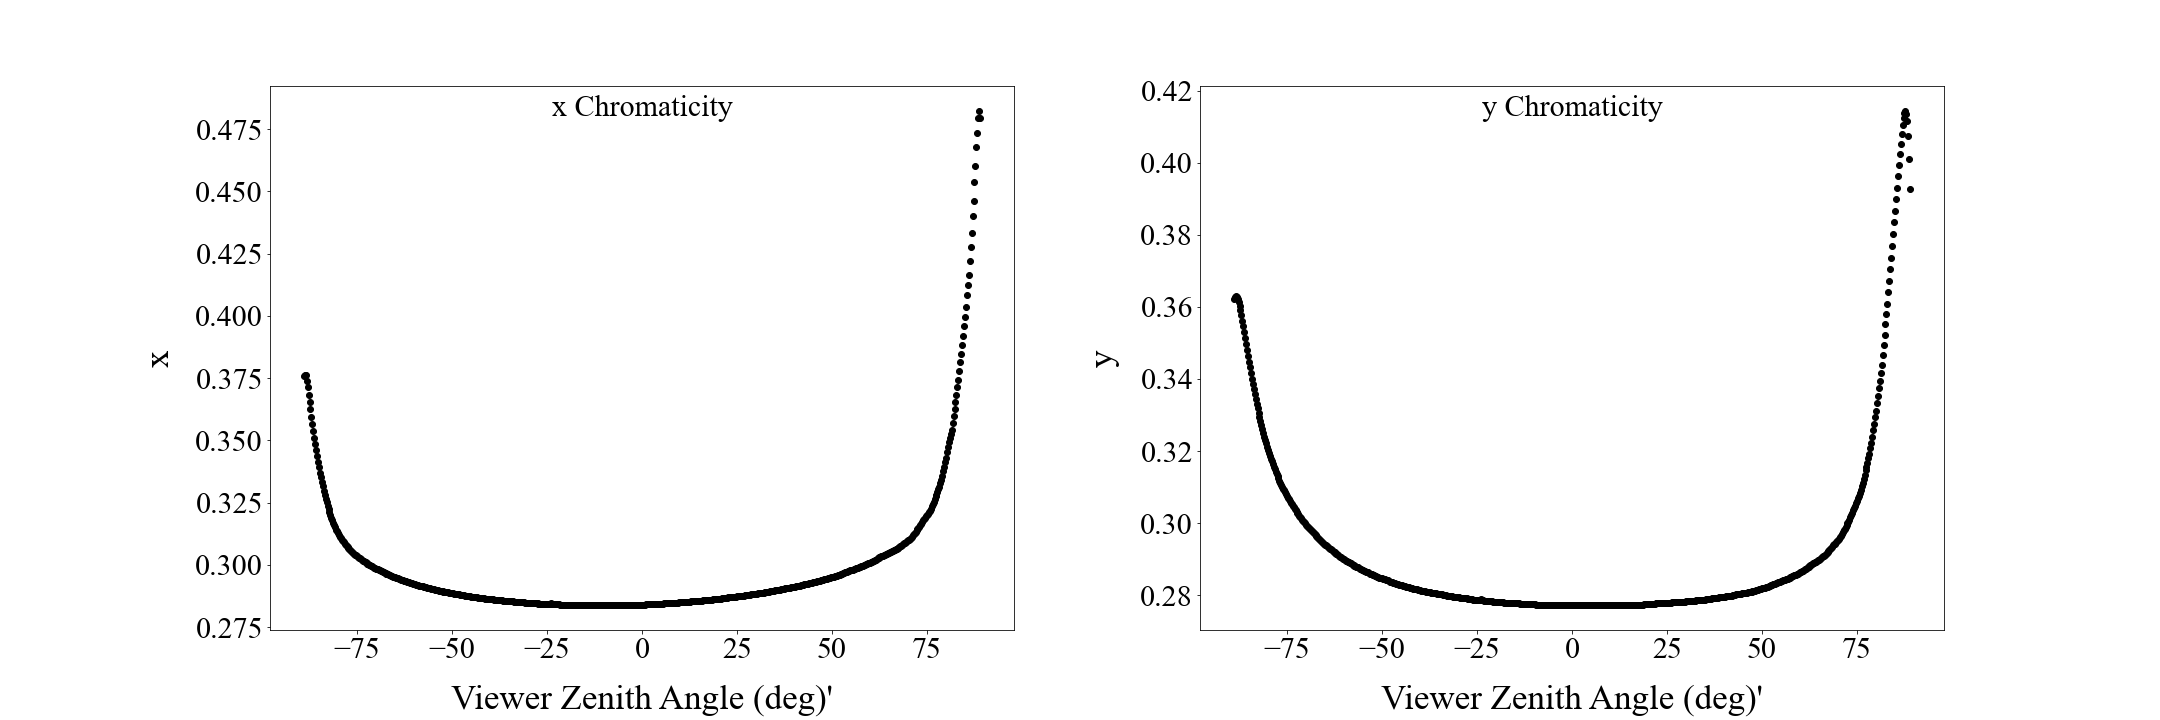 x Chromaticity
0.475
0.450
0.425
0.400
0.375
0.350
0.325
0.300
0.275
x
−75 −50 −25 0 25 50 75
Viewer Zenith Angle (deg)'
y Chromaticity
0.42
0.40
0.38
0.36
0.34
0.32
0.30
0.28
y
−75 −50 −25 0 25 50 75
Viewer Zenith Angle (deg)'